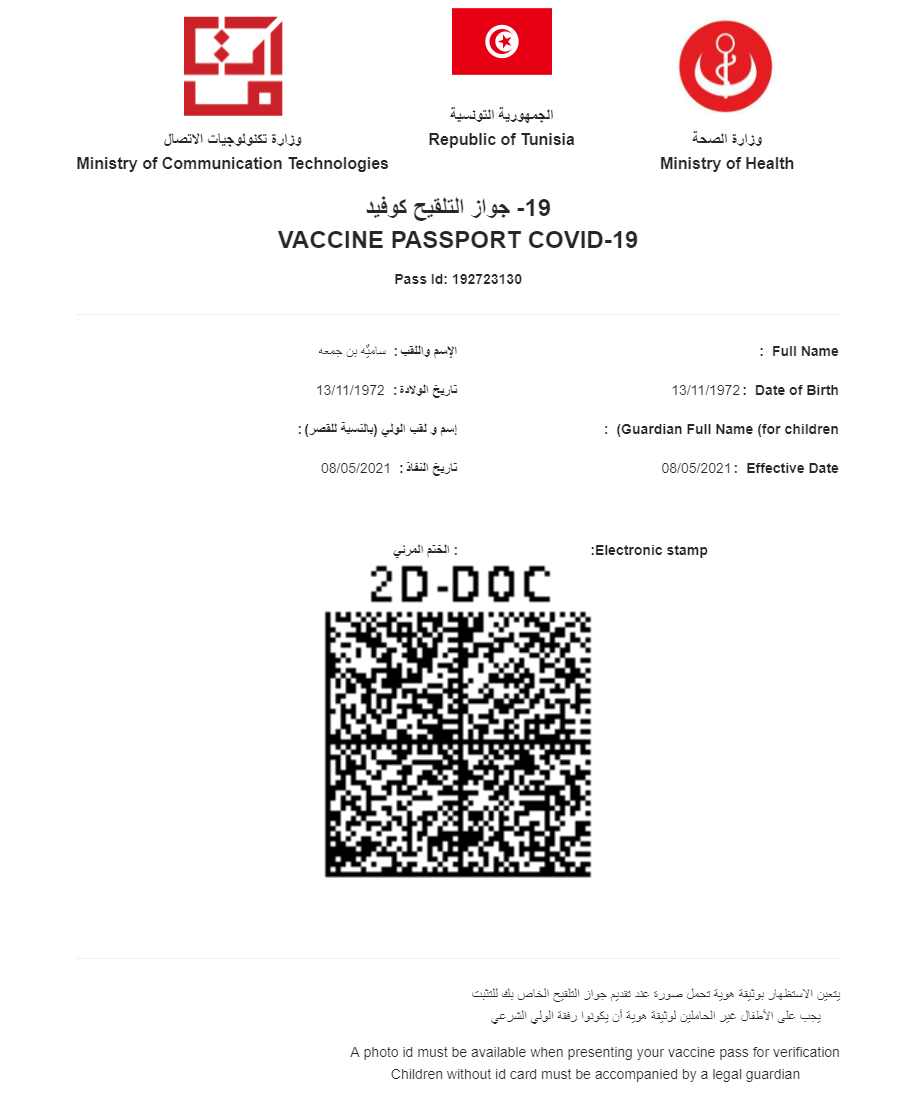 وزارة تكنولوجيات الاتصال
Ministry of Communication Technologies
الجمهورية التونسية
Republic of Tunisia
وزارة الصحة
Ministry of Health
19- جواز التلقيح كوفيد
VACCINE PASSPORT COVID-19
Pass Id: 192723130
الإسم واللقب : ساميّه بن جمعه
: Full Name
تاريخ الولادة : 13/11/1972
13/11/1972 : Date of Birth
إسم و لقب الولي (بالنسبة للقصر) :
: (Guardian Full Name (for children
تاريخ النفاذ : 08/05/2021
08/05/2021 : Effective Date
: الختم المرئي
:Electronic stamp
2D-DOC
يتعين الاستظهار بوثيقة هوية تحمل صورة عند تقديم جواز التلقيح الخاص بك للتثبت
يجب على الأطفال غير الحاملين لوثيقة هوية أن يكونوا رفقة الولي الشرعي
A photo id must be available when presenting your vaccine pass for verification
Children without id card must be accompanied by a legal guardian